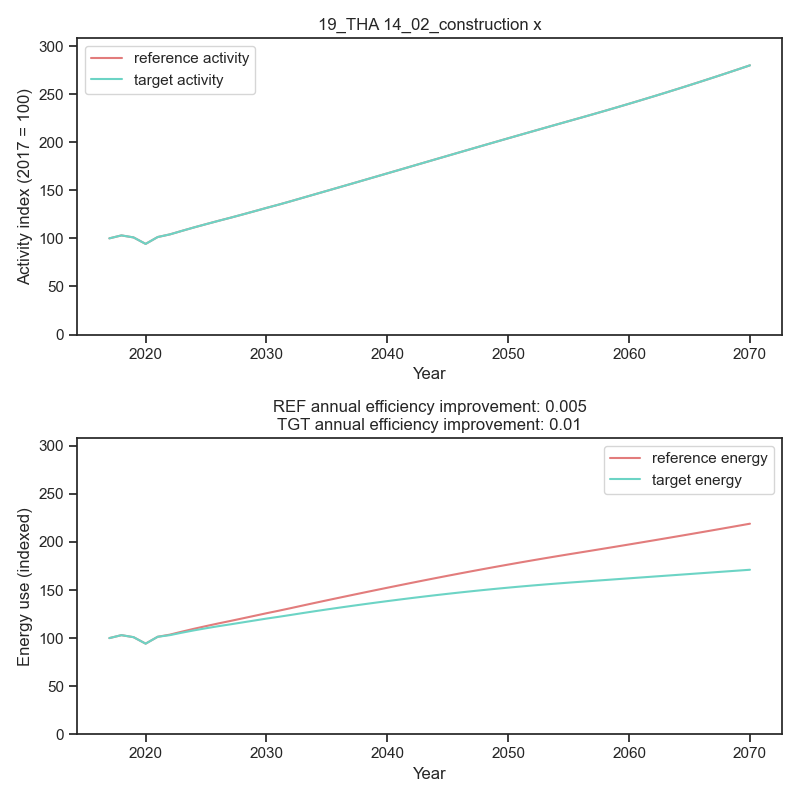 19_THA 14_02_construction x
reference activity
target activity
Activity index (2017 = 100)
300
250
200
150
100
50
0
2020 2030 2040 2050 2060 2070
Year
REF annual efficiency improvement: 0.005
TGT annual efficiency improvement: 0.01
reference energy
target energy
Energy use (indexed)
300
250
200
150
100
50
0
2020 2030 2040 2050 2060 2070
Year